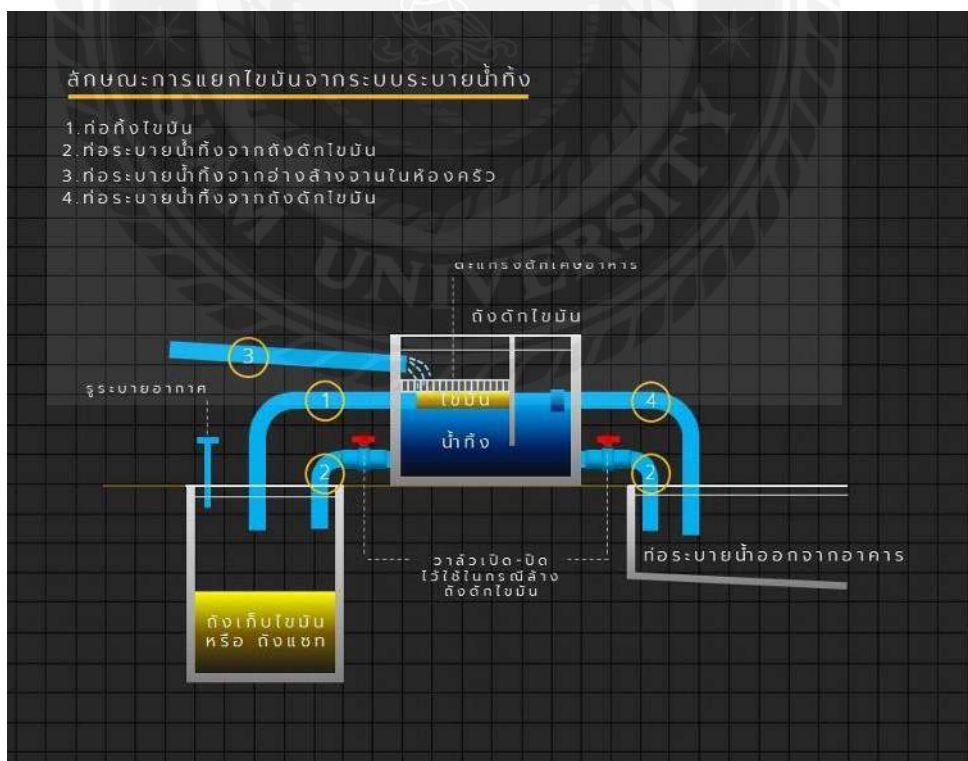 ลักษณะการแยกไขมันจากระบบระบายน้ำทิ้ง
1.ท่อทิ้งไขมัน
2.ท่อระบายน้ำทิ้งจากถังดักไขมัน
3.ท่อระบายน้ำทิ้งจากอ่างล้างจานในห้องครัว
4.ท่อระบายน้ำทิ้งจากถังดักไขมัน
UNIVERSITY
ตะแกรงดักเศษอาหาร
ถังดักไขมัน
3
รูระบายอากาศ
1
ไขมัน
4
น้ำทิ้ง
2
2
วาล์วเปิด-ปิด
ไว้ใช้ในกรณีล้าง
ถังดักไขมัน
ท่อระบายน้ำออกจากอาคาร
ถังเก็บไขมัน
หรือ ถังแซท